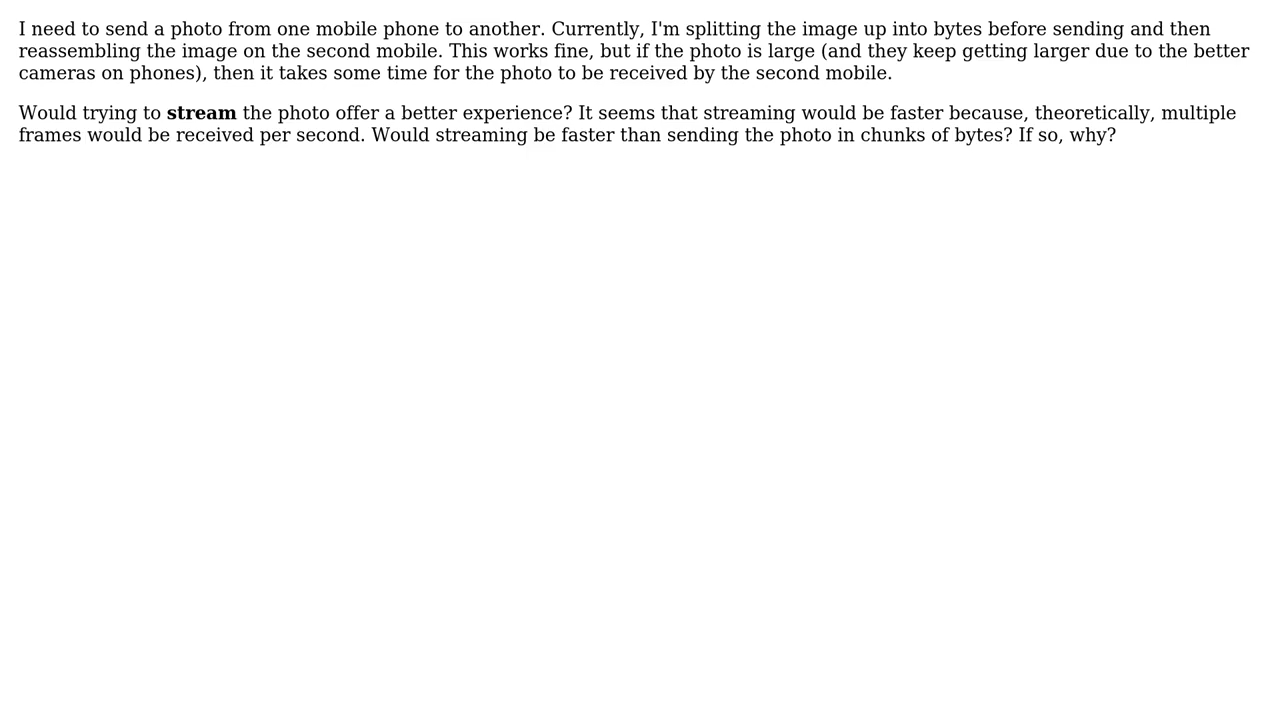 I need to send a photo from one mobile phone to another. Currently, I'm splitting the image up into bytes before sending and then
reassembling the image on the second mobile. This works fine, but if the photo is large (and they keep getting larger due to the better
cameras on phones), then it takes some time for the photo to be received by the second mobile.
Would trying to stream the photo offer a better experience? It seems that streaming would be faster because, theoretically, multiple
frames would be received per second. Would streaming be faster than sending the photo in chunks of bytes? If so, why?